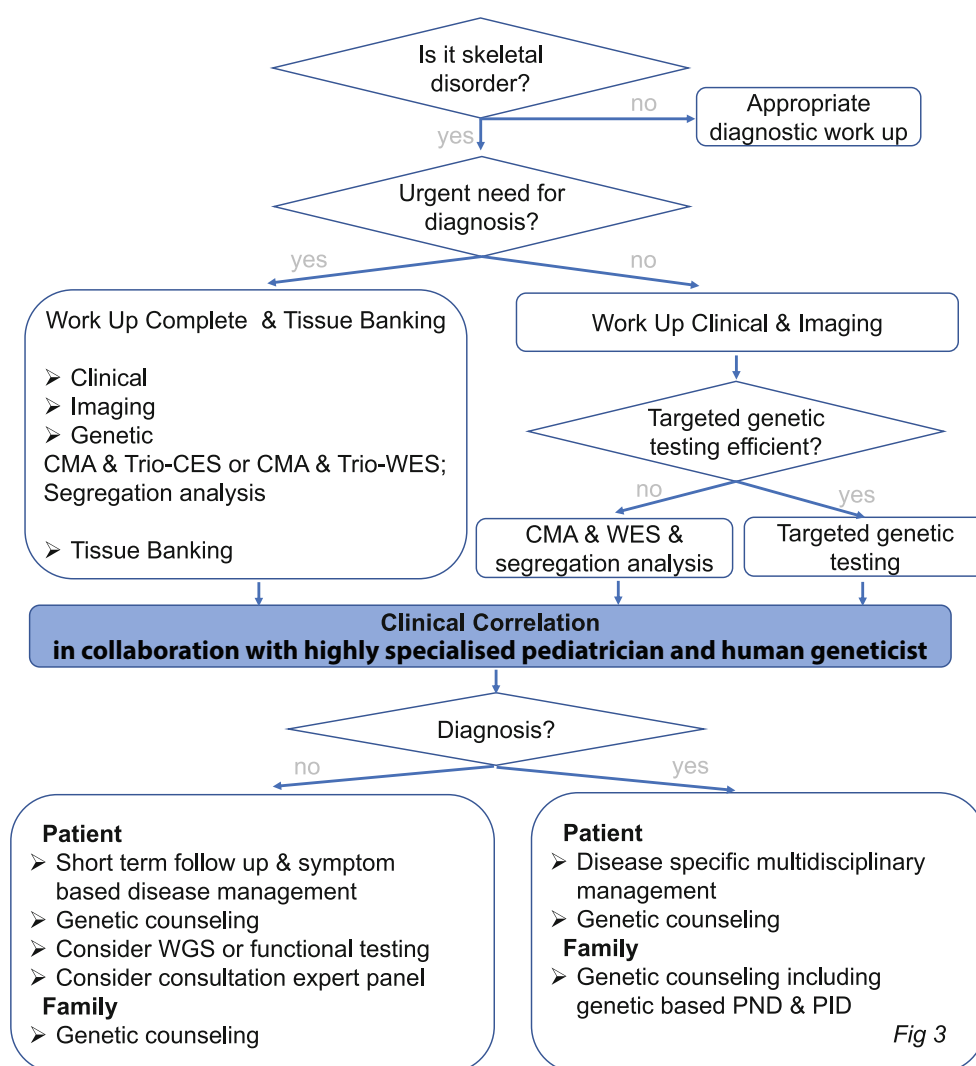 Is it skeletal
disorder?
no
Appropriate
diagnostic work up
yes
Urgent need for
diagnosis?
yes
no
Work Up Complete & Tissue Banking
➢ Clinical
➢ Imaging
➢ Genetic
CMA & Trio-CES or CMA & Trio-WES;
Segregation analysis
➢ Tissue Banking
Work Up Clinical & Imaging
Targeted genetic
testing efficient?
no
yes
CMA & WES &
segregation analysis
Targeted genetic
testing
Clinical Correlation
in collaboration with highly specialised pediatrician and human geneticist
Diagnosis?
no
yes
Patient
➢ Short term follow up & symptom
based disease management
➢ Genetic counseling
➢ Consider WGS or functional testing
➢ Consider consultation expert panel
Family
➢ Genetic counseling
Patient
➢ Disease specific multidisciplinary
management
➢ Genetic counseling
Family
➢ Genetic counseling including
genetic based PND & PID
Fig 3